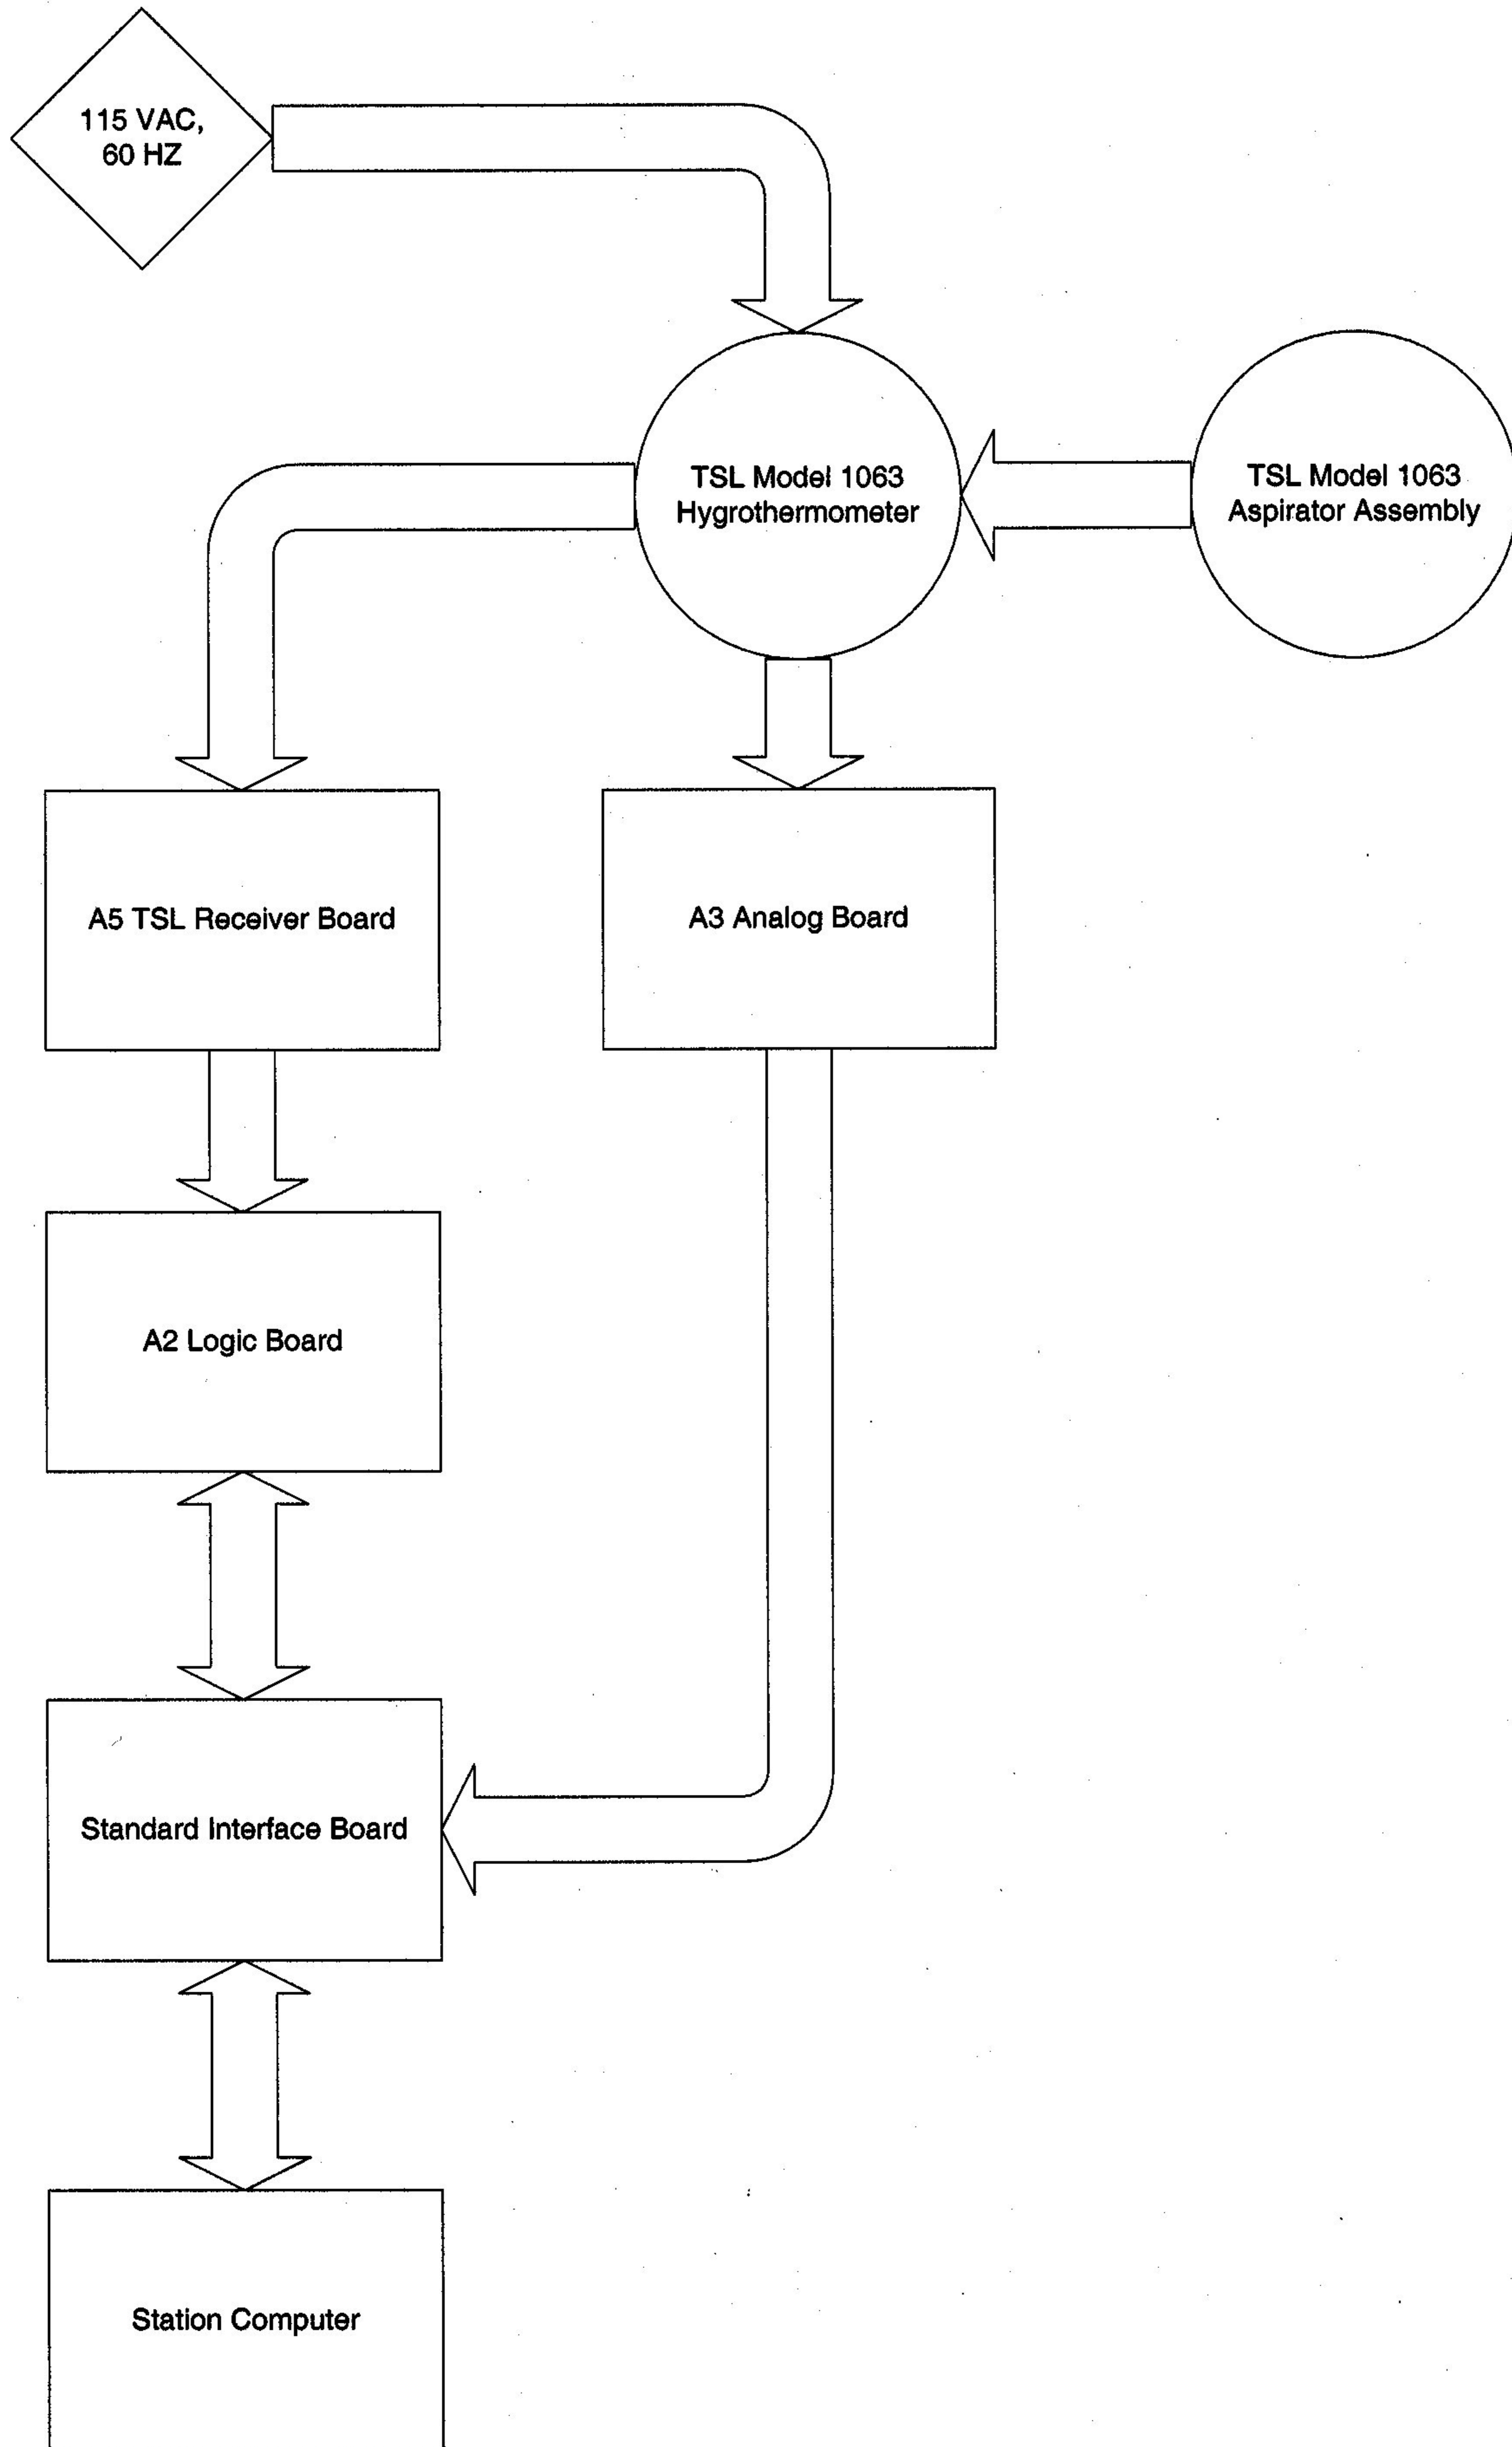 115 VAC,
60 HZ
TSL Model 1063
Hygrothermometer
TSL Model 1063
Aspirator Assembly
A5 TSL Receiver Board
A3 Analog Board
A2 Logic Board
Standard Interface Board
Station Computer